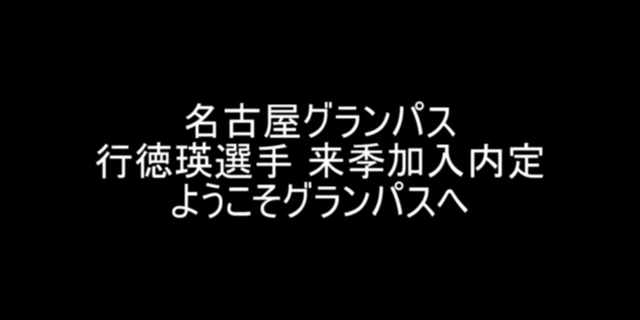 名古屋グランパス
行徳瑛選手 来季加入内定
ようこそグランパスへ